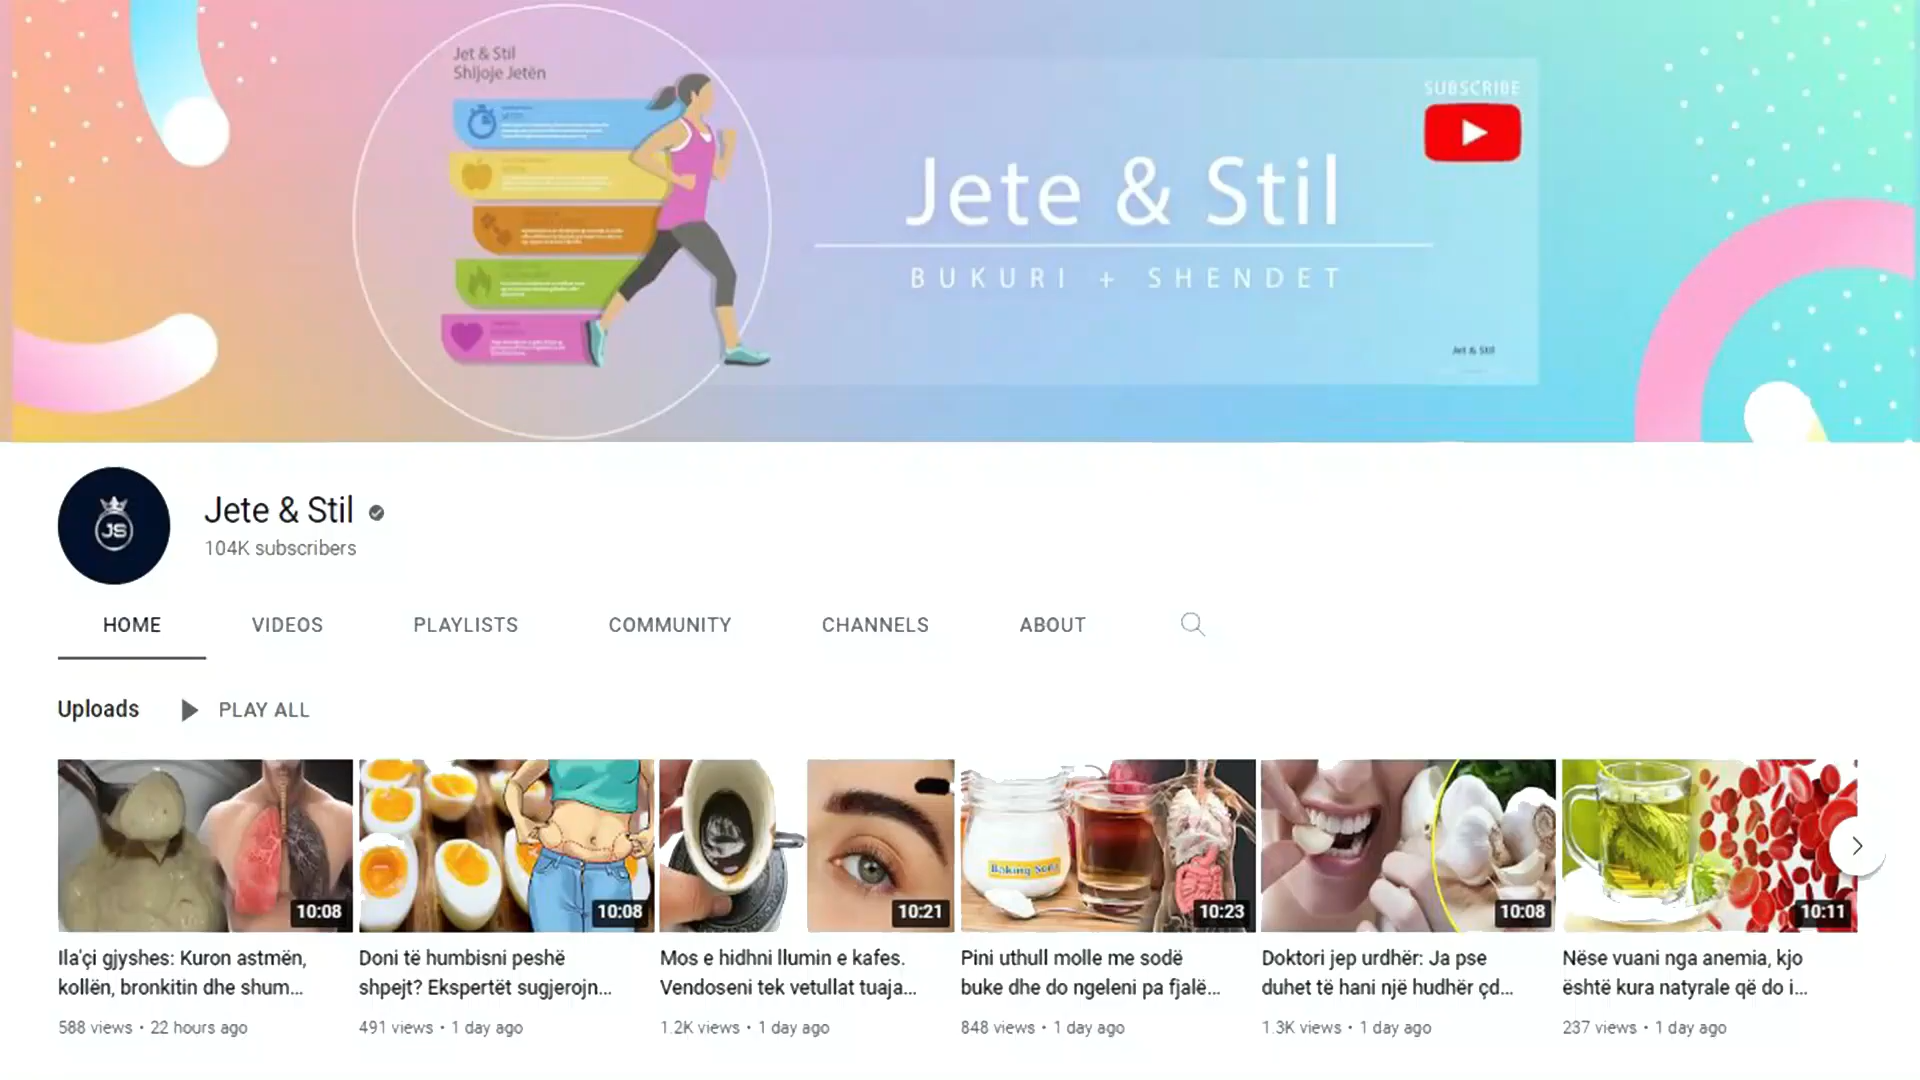 Jet & Stil
Shijoje Jetën
SUBSCRIBE
Jete & Stil
BUKURI + SHENDET
Jet & Stil
JS
Jete & Stil
104K subscribers
HOME VIDEOS PLAYLISTS COMMUNITY CHANNELS ABOUT
Uploads PLAY ALL
Baking Soda
10:08 10:08 10:21 10:23 10:08 10:11
Ila'çi gjyshes: Kuron astmën,
kollën, bronkitin dhe shum...
588 views • 22 hours ago
Doni të humbisni peshë
shpejt? Ekspertët sugjerojn...
491 views • 1 day ago
Mos e hidhni llumin e kafes.
Vendoseni tek vetullat tuaja...
1.2K views • 1 day ago
Pini uthull molle me sodë
buke dhe do ngeleni pa fjalë...
848 views • 1 day ago
Doktori jep urdhër: Ja pse
duhet të hani një hudhër çd...
1.3K views • 1 day ago
Nëse vuani nga anemia, kjo
është kura natyrale që do i...
237 views • 1 day ago